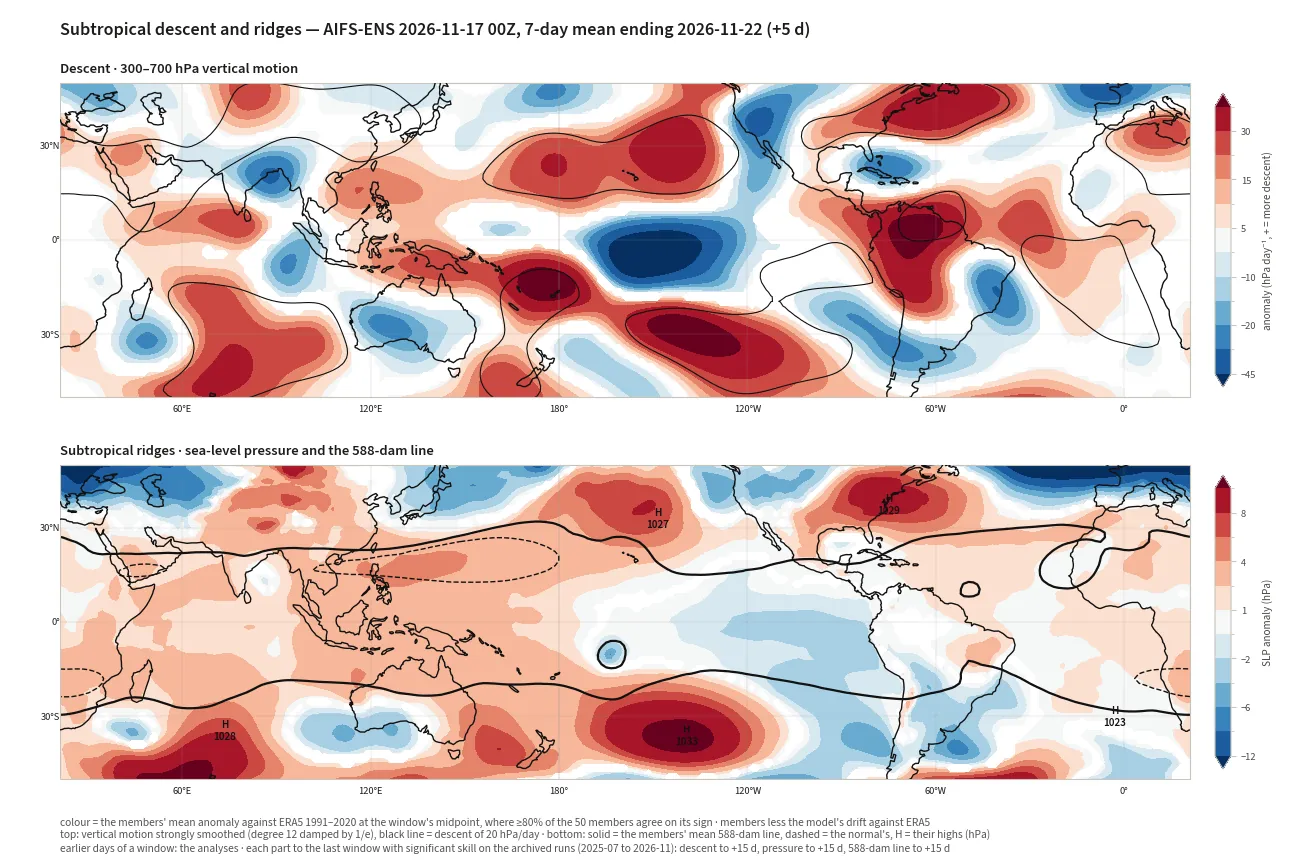 Subtropical descent and ridges — AIFS-ENS 2026-11-17 00Z, 7-day mean ending 2026-11-22 (+5 d)
Descent · 300–700 hPa vertical motion
30°N
0°
30°S
60°E
120°E
180°
120°W
60°W
0°
30
15
5
−10
−20
−45
anomaly (hPa day⁻¹, + = more descent)
Subtropical ridges · sea-level pressure and the 588-dam line
30°N
0°
30°S
H
1027
H
1029
H
1028
H
1033
H
1023
60°E
120°E
180°
120°W
60°W
0°
8
4
1
−2
−6
−12
SLP anomaly (hPa)
colour = the members' mean anomaly against ERA5 1991–2020 at the window's midpoint, where ≥80% of the 50 members agree on its sign · members less the model's drift against ERA5
top: vertical motion strongly smoothed (degree 12 damped by 1/e), black line = descent of 20 hPa/day · bottom: solid = the members' mean 588-dam line, dashed = the normal's, H = their highs (hPa)
earlier days of a window: the analyses · each part to the last window with significant skill on the archived runs (2025-07 to 2026-11): descent to +15 d, pressure to +15 d, 588-dam line to +15 d